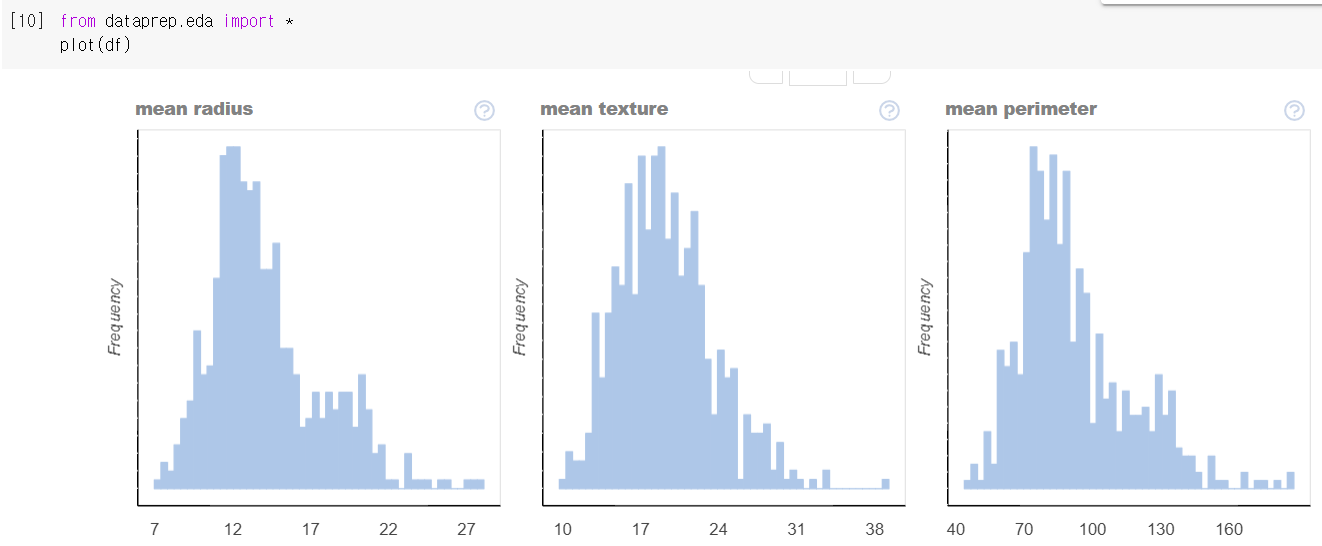 [10] from dataprep.eda import *
plot(df)
mean radius
?
mean texture
?
mean perimeter
?
Frequency
Frequency
Frequency
7 12 17 22 27
10 17 24 31 38
40 70 100 130 160